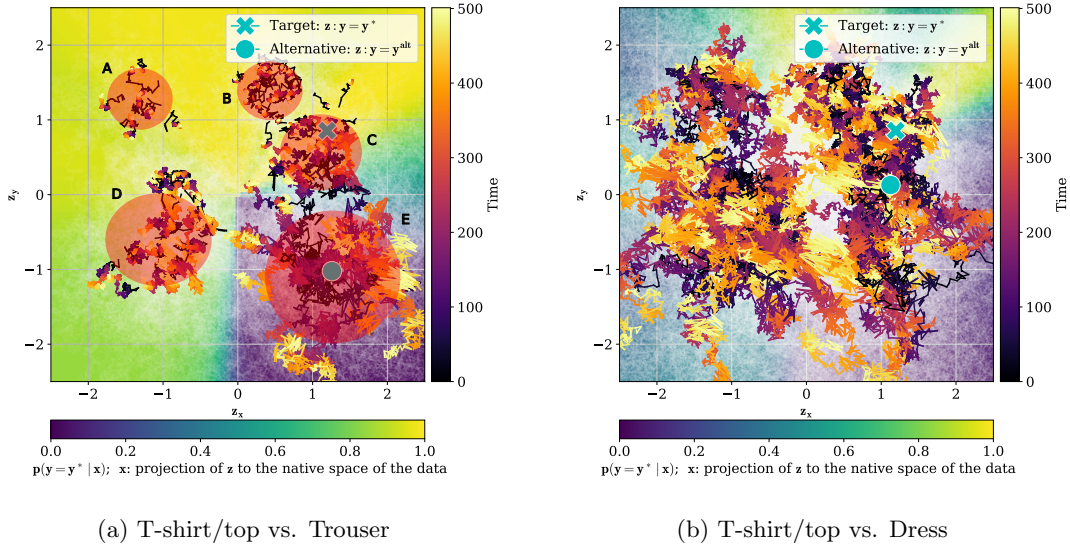 Target: z : y = y*
Alternative: z : y = y^alt
A
B
C
D
E
2
1
0
−1
−2
z_y
−2
−1
0
1
2
z_x
500
400
300
200
100
0
Time
0.0
0.2
0.4
0.6
0.8
1.0
p(y = y* | x); x: projection of z to the native space of the data
(a) T-shirt/top vs. Trouser
Target: z : y = y*
Alternative: z : y = y^alt
2
1
0
−1
−2
z_y
−2
−1
0
1
2
z_x
500
400
300
200
100
0
Time
0.0
0.2
0.4
0.6
0.8
1.0
p(y = y* | x); x: projection of z to the native space of the data
(b) T-shirt/top vs. Dress